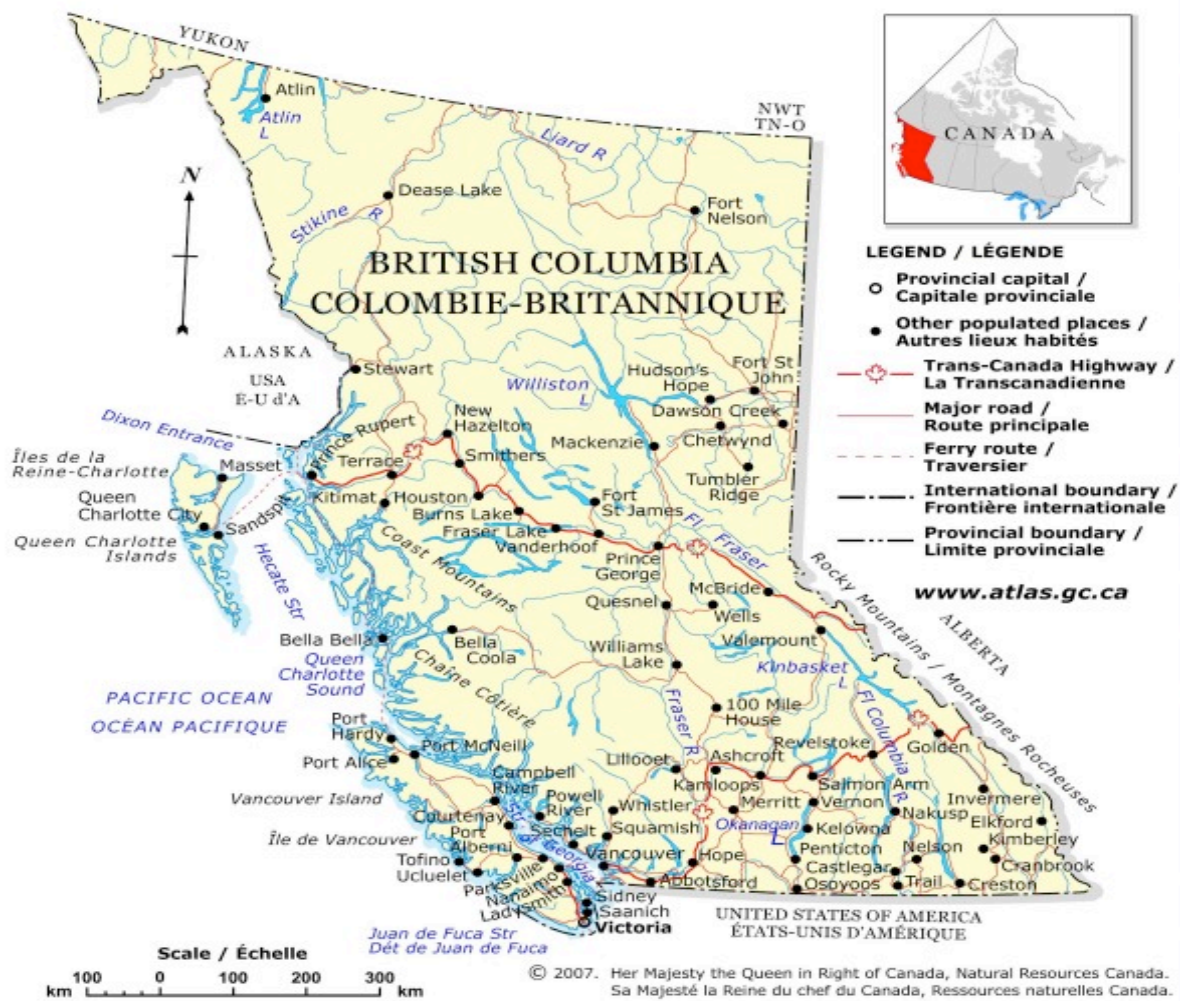 YUKON
NWT
TN-O
Atlin
Atlin
L
Liard R
N
Dease Lake
Stikine
R
Fort
Nelson
BRITISH COLUMBIA
COLOMBIE-BRITANNIQUE
ALASKA
USA
É-U d'A
Stewart
Williston
L
Hudson's
Hope
Fort St
John
Dawson Creek
Chetwynd
Mackenzie
Tumbler
Ridge
Dixon Entrance
Prince Rupert
New
Hazelton
Terrace
Smithers
Îles de la
Reine-Charlotte
Masset
Queen
Charlotte City
Sandspit
Queen Charlotte
Islands
Kitimat
Houston
Burns Lake
Fort
St James
Fraser Lake
Vanderhoof
Prince
George
Fl Fraser
Hecate Str
Coast Mountains
McBride
Quesnel
Wells
Valemount
Rocky Mountains / Montagnes Rocheuses
ALBERTA
Bella Bella
Bella
Coola
Williams
Lake
Kinbasket
L
Queen
Charlotte
Sound
Chaîne Côtière
PACIFIC OCEAN
OCÉAN PACIFIQUE
Fraser R
100 Mile
House
Fl Columbia R
Port
Hardy
Port McNeill
Port Alice
Revelstoke
Golden
Lillooet
Ashcroft
Kamloops
Salmon Arm
Campbell
River
Powell
River
Whistler
Merritt
Vernon
Nakusp
Invermere
Vancouver Island
Courtenay
Str of Georgia
Sechelt
Squamish
Okanagan
L
Kelowna
Elkford
Kimberley
Île de Vancouver
Port
Alberni
Vancouver
Hope
Penticton
Nelson
Cranbrook
Tofino
Ucluelet
Parksville
Nanaimo
Ladysmith
Abbotsford
Castlegar
Osoyoos
Trail
Creston
Sidney
Saanich
Victoria
UNITED STATES OF AMERICA
ÉTATS-UNIS D'AMÉRIQUE
Juan de Fuca Str
Dét de Juan de Fuca
Scale / Échelle
100 0 100 200 300
km km
CANADA
LEGEND / LÉGENDE
Provincial capital /
Capitale provinciale
Other populated places /
Autres lieux habités
Trans-Canada Highway /
La Transcanadienne
Major road /
Route principale
Ferry route /
Traversier
International boundary /
Frontière internationale
Provincial boundary /
Limite provinciale
www.atlas.gc.ca
© 2007. Her Majesty the Queen in Right of Canada, Natural Resources Canada.
Sa Majesté la Reine du chef du Canada, Ressources naturelles Canada.